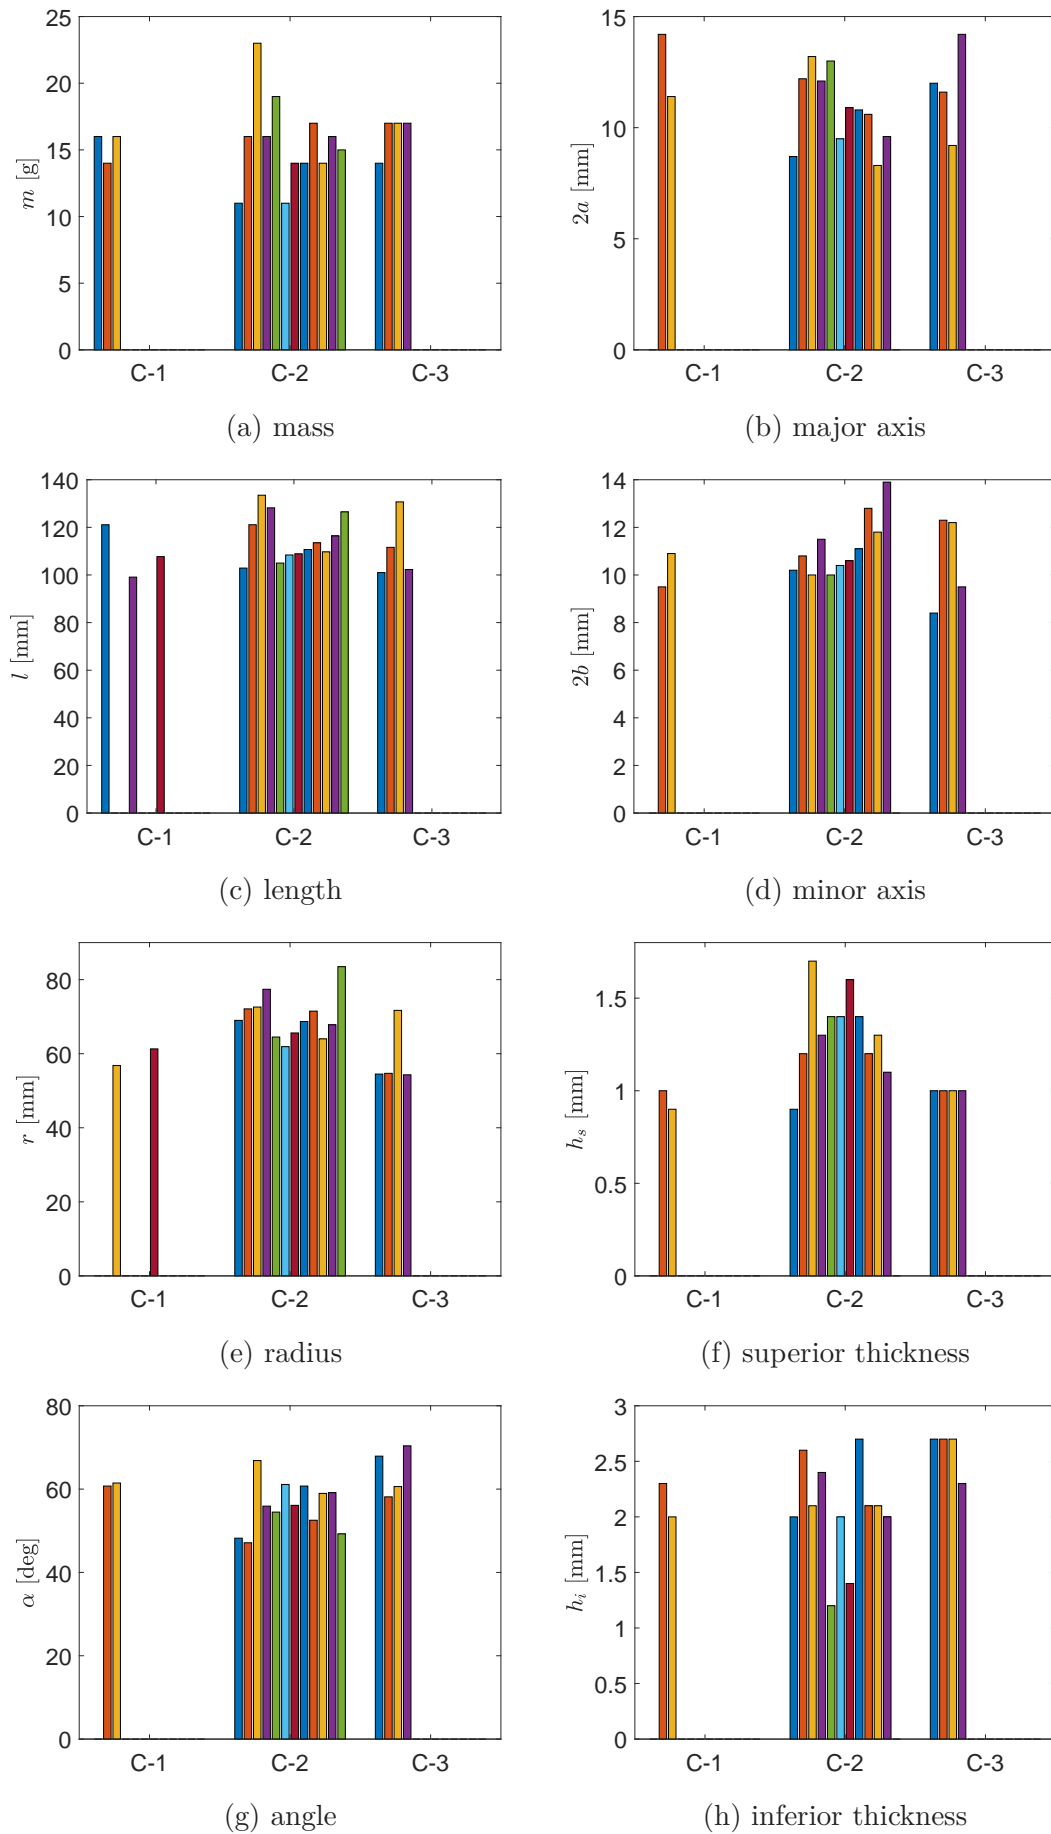 25
20
15
10
5
0
m [g]
C-1 C-2 C-3
(a) mass
15
10
5
0
2a [mm]
C-1 C-2 C-3
(b) major axis
140
120
100
80
60
40
20
0
l [mm]
C-1 C-2 C-3
(c) length
14
12
10
8
6
4
2
0
2b [mm]
C-1 C-2 C-3
(d) minor axis
80
60
40
20
0
r [mm]
C-1 C-2 C-3
(e) radius
1.5
1
0.5
0
h_s [mm]
C-1 C-2 C-3
(f) superior thickness
80
60
40
20
0
α [deg]
C-1 C-2 C-3
(g) angle
3
2.5
2
1.5
1
0.5
0
h_i [mm]
C-1 C-2 C-3
(h) inferior thickness